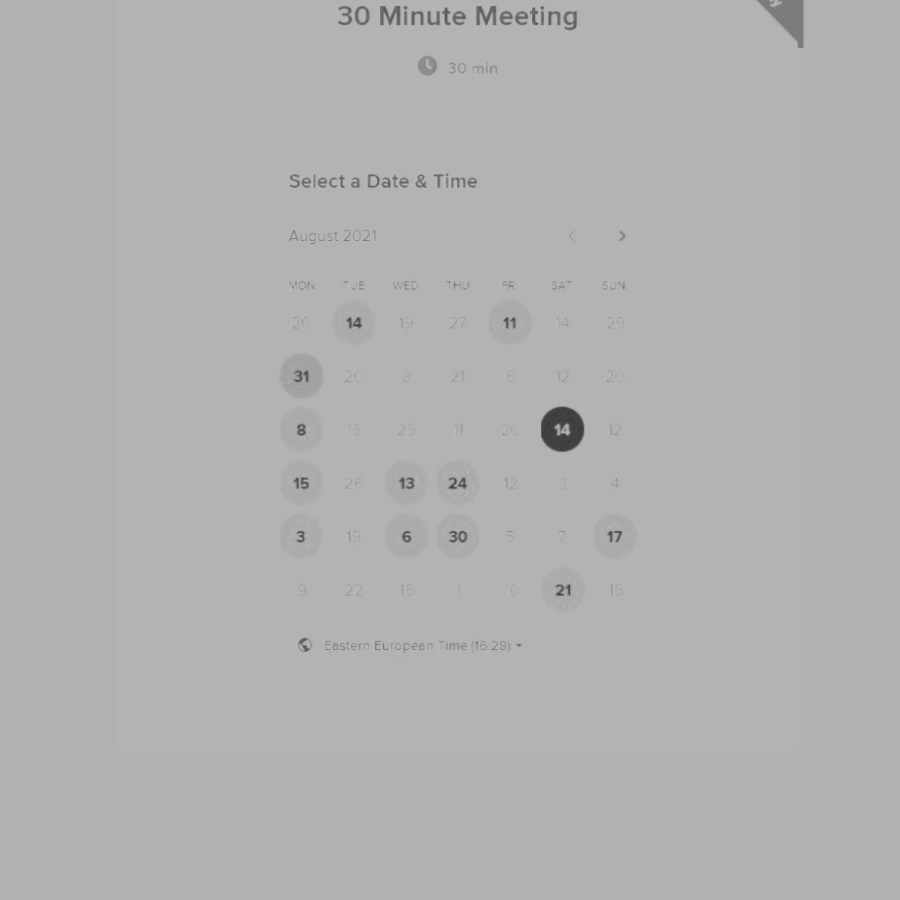 30 Minute Meeting
30 min
Select a Date & Time
August 2021
MON TUE WED THU FRI SAT SUN
20 14 19 27 11 14 29
31 20 8 21 6 12 20
8 15 25 11 20 14 12
15 26 13 24 12 3 4
3 19 6 30 5 7 17
9 22 16 1 10 21 16
Eastern European Time (16:28)